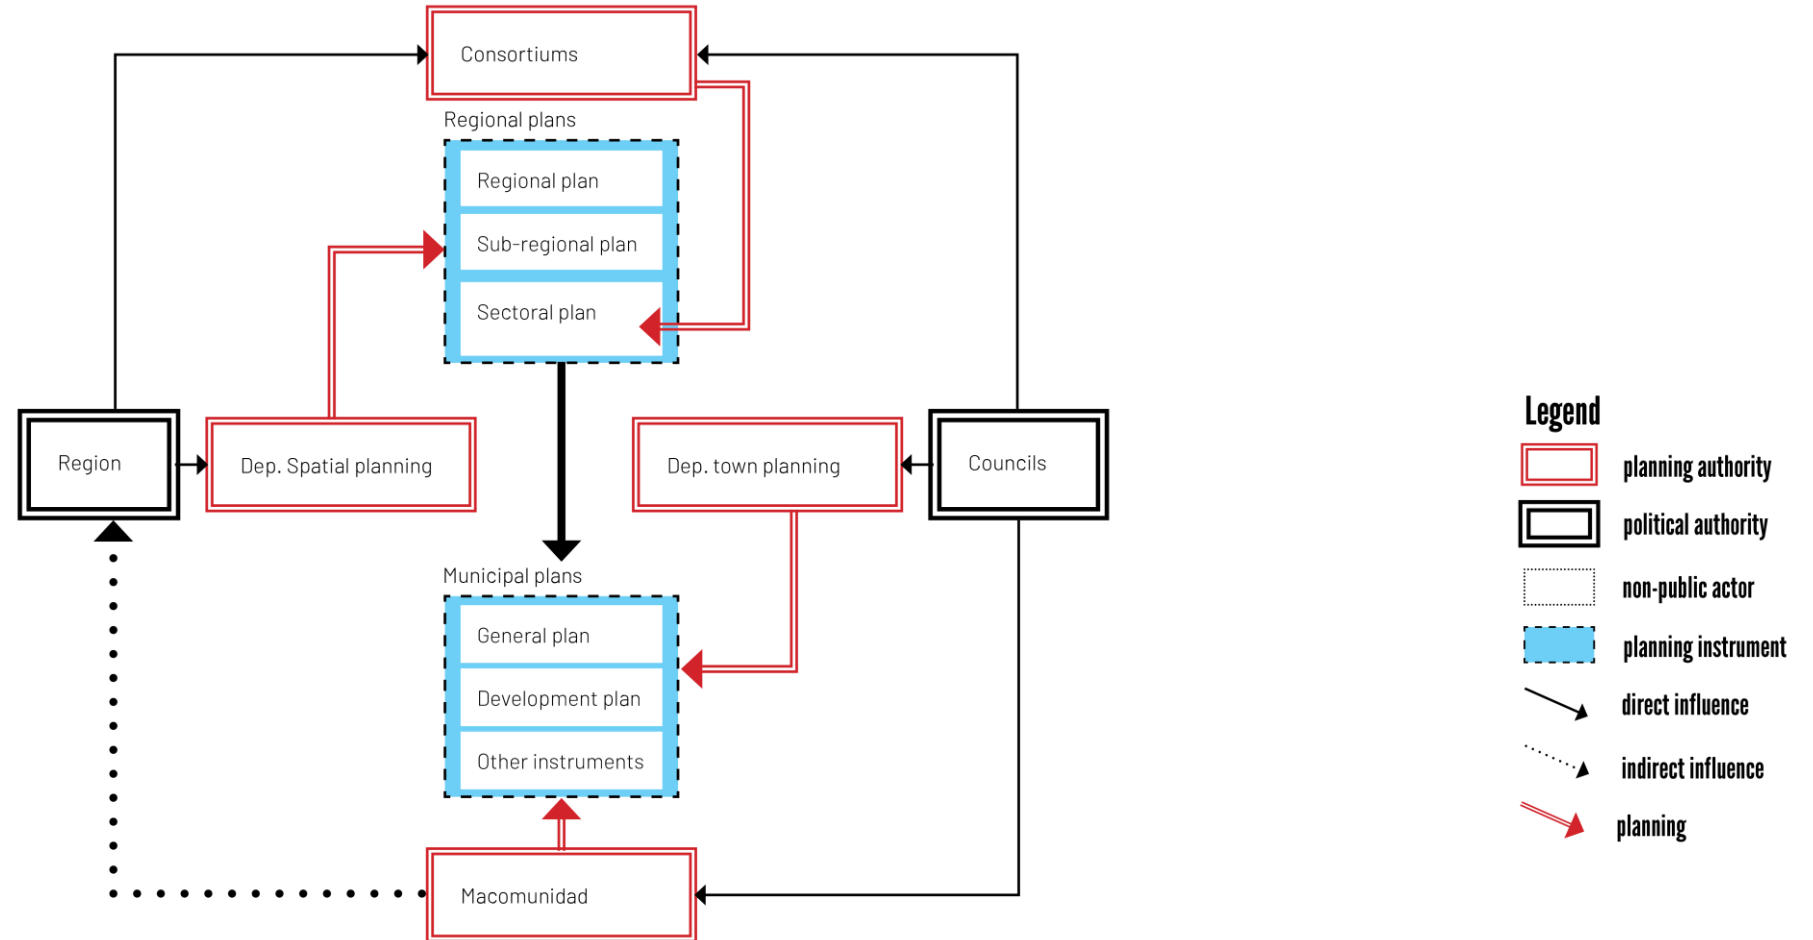 Consortiums
Regional plans
Regional plan
Sub-regional plan
Sectoral plan
Region
Dep. Spatial planning
Dep. town planning
Councils
Municipal plans
General plan
Development plan
Other instruments
Macomunidad
Legend
planning authority
political authority
non-public actor
planning instrument
direct influence
indirect influence
planning